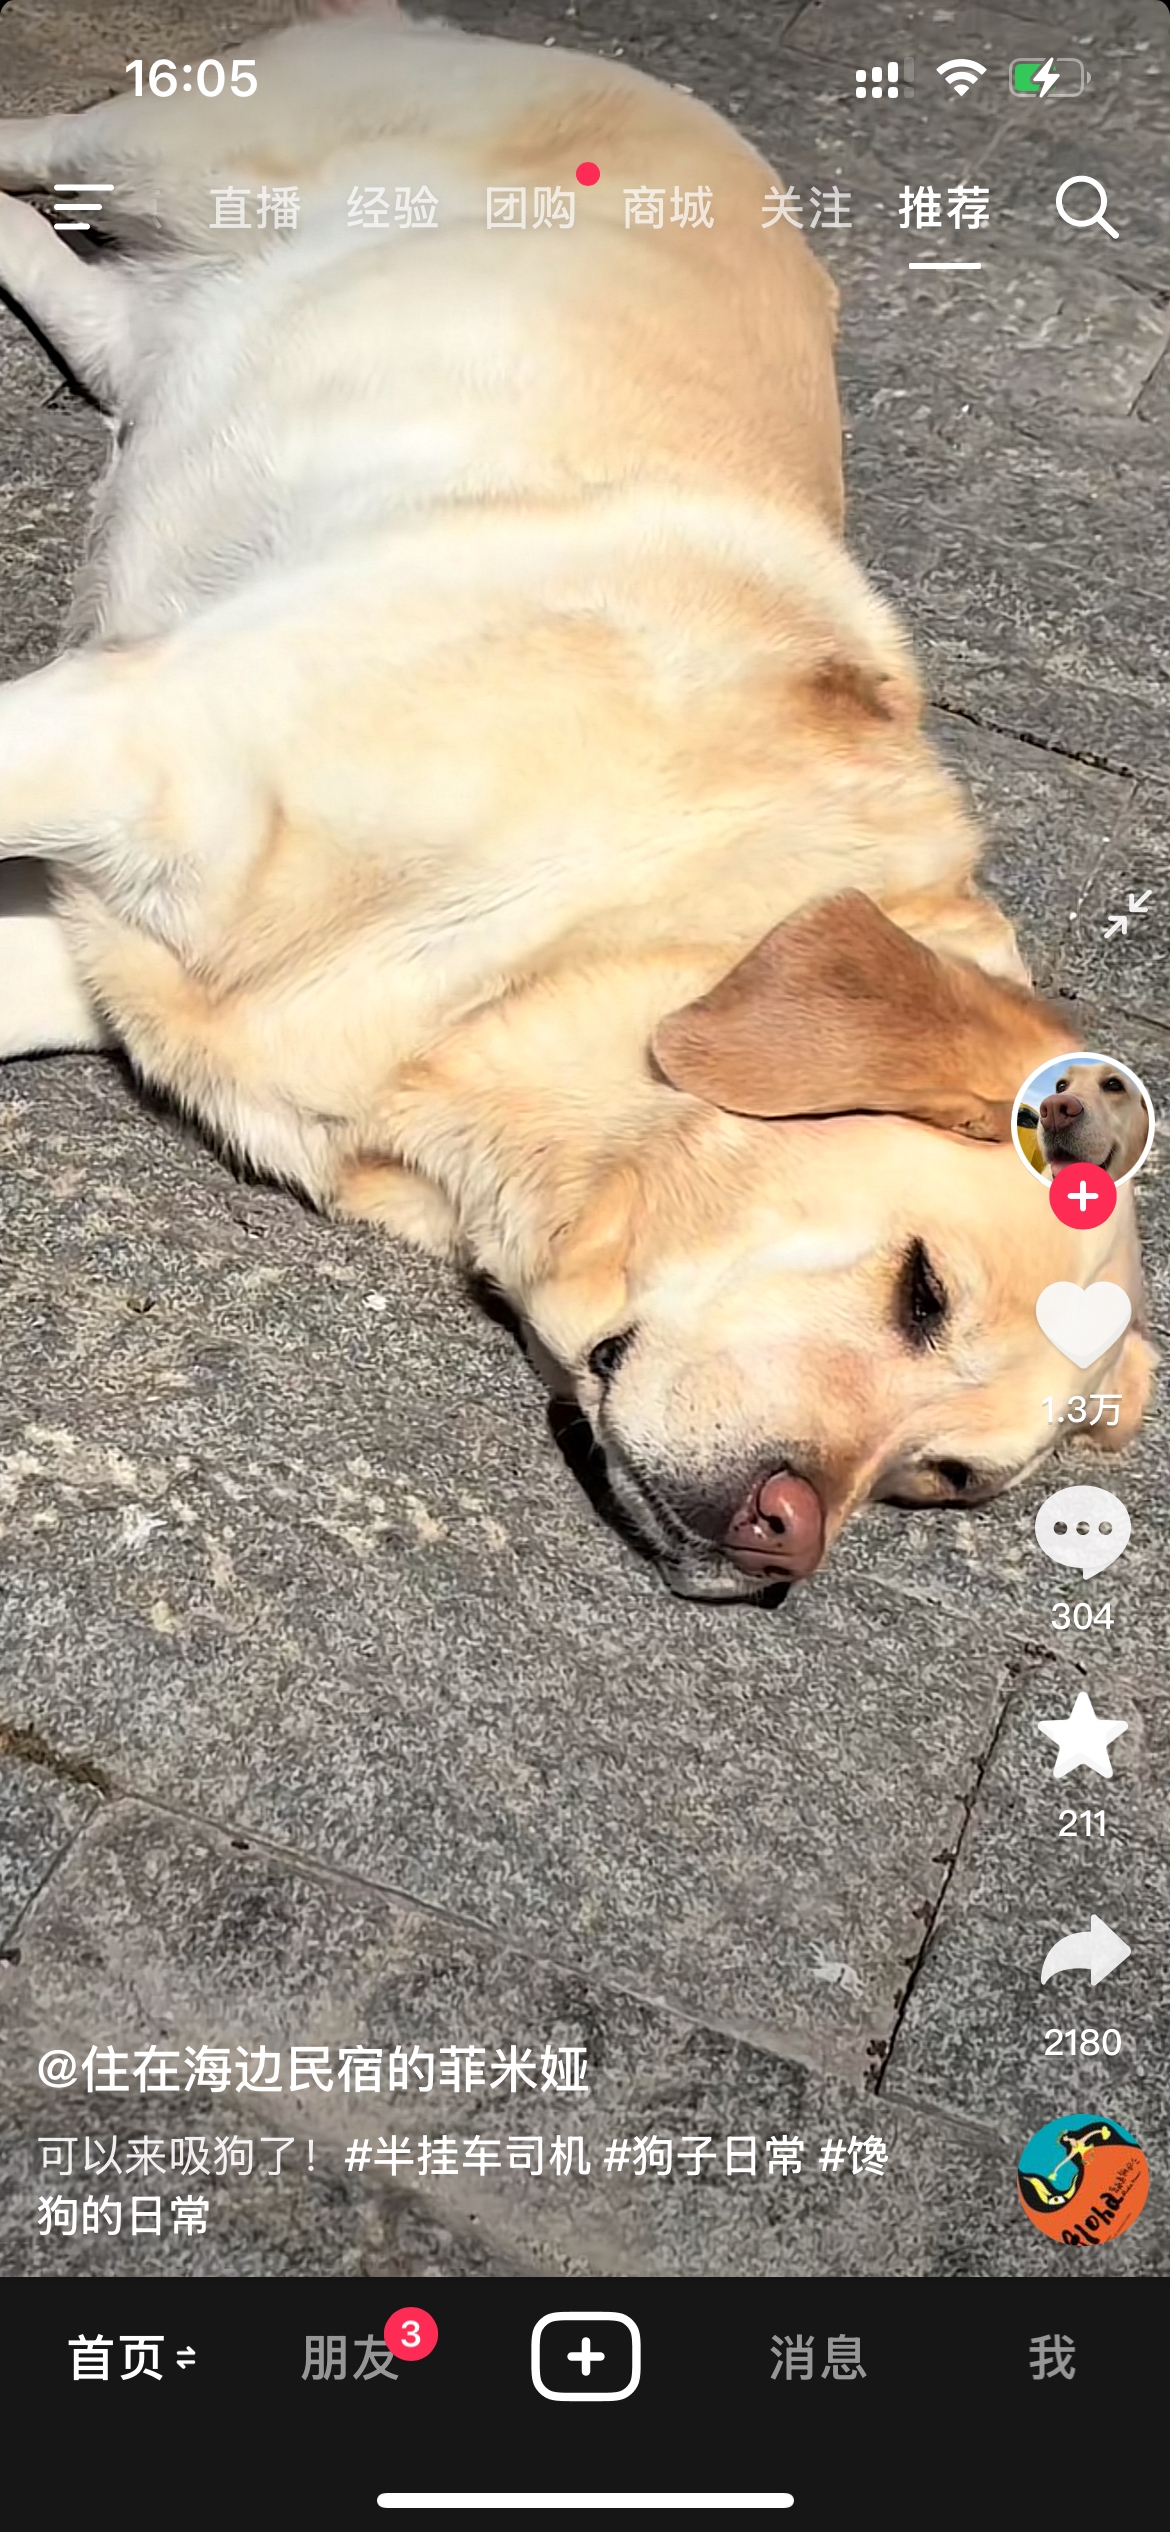 16:05
直播 经验 团购 商城 关注 推荐
1.3万
304
211
2180
@住在海边民宿的菲米娅
可以来吸狗了！#半挂车司机 #狗子日常 #馋
狗的日常
首页 朋友 3 消息 我